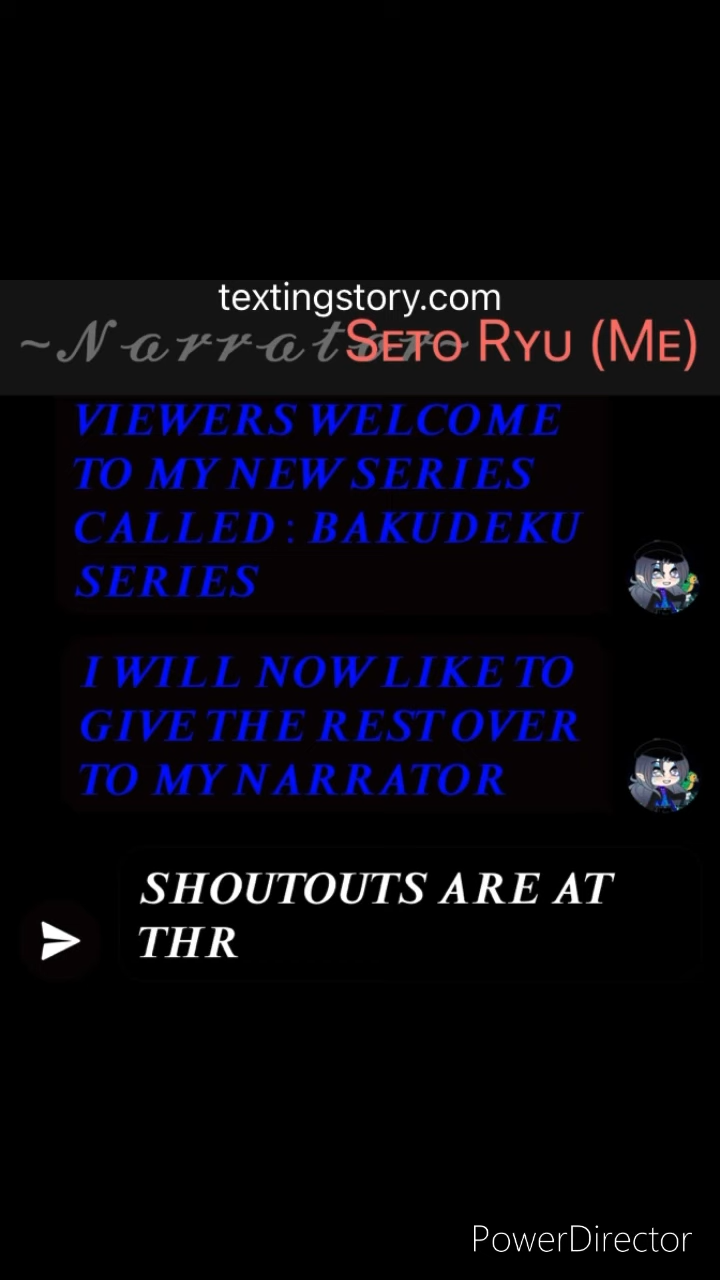 textingstory.com
~Narrator~ SETO RYU (ME)
VIEWERS WELCOME
TO MY NEW SERIES
CALLED : BAKUDEKU
SERIES
I WILL NOW LIKE TO
GIVE THE REST OVER
TO MY NARRATOR
SHOUTOUTS ARE AT
THR
PowerDirector